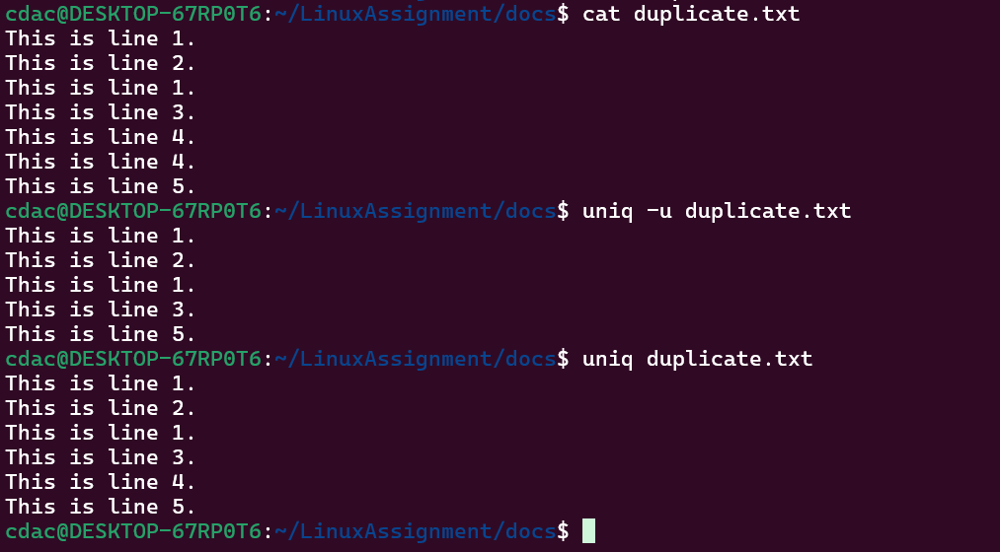 cdac@DESKTOP-67RP0T6:~/LinuxAssignment/docs$ cat duplicate.txt
This is line 1.
This is line 2.
This is line 1.
This is line 3.
This is line 4.
This is line 4.
This is line 5.
cdac@DESKTOP-67RP0T6:~/LinuxAssignment/docs$ uniq -u duplicate.txt
This is line 1.
This is line 2.
This is line 1.
This is line 3.
This is line 5.
cdac@DESKTOP-67RP0T6:~/LinuxAssignment/docs$ uniq duplicate.txt
This is line 1.
This is line 2.
This is line 1.
This is line 3.
This is line 4.
This is line 5.
cdac@DESKTOP-67RP0T6:~/LinuxAssignment/docs$